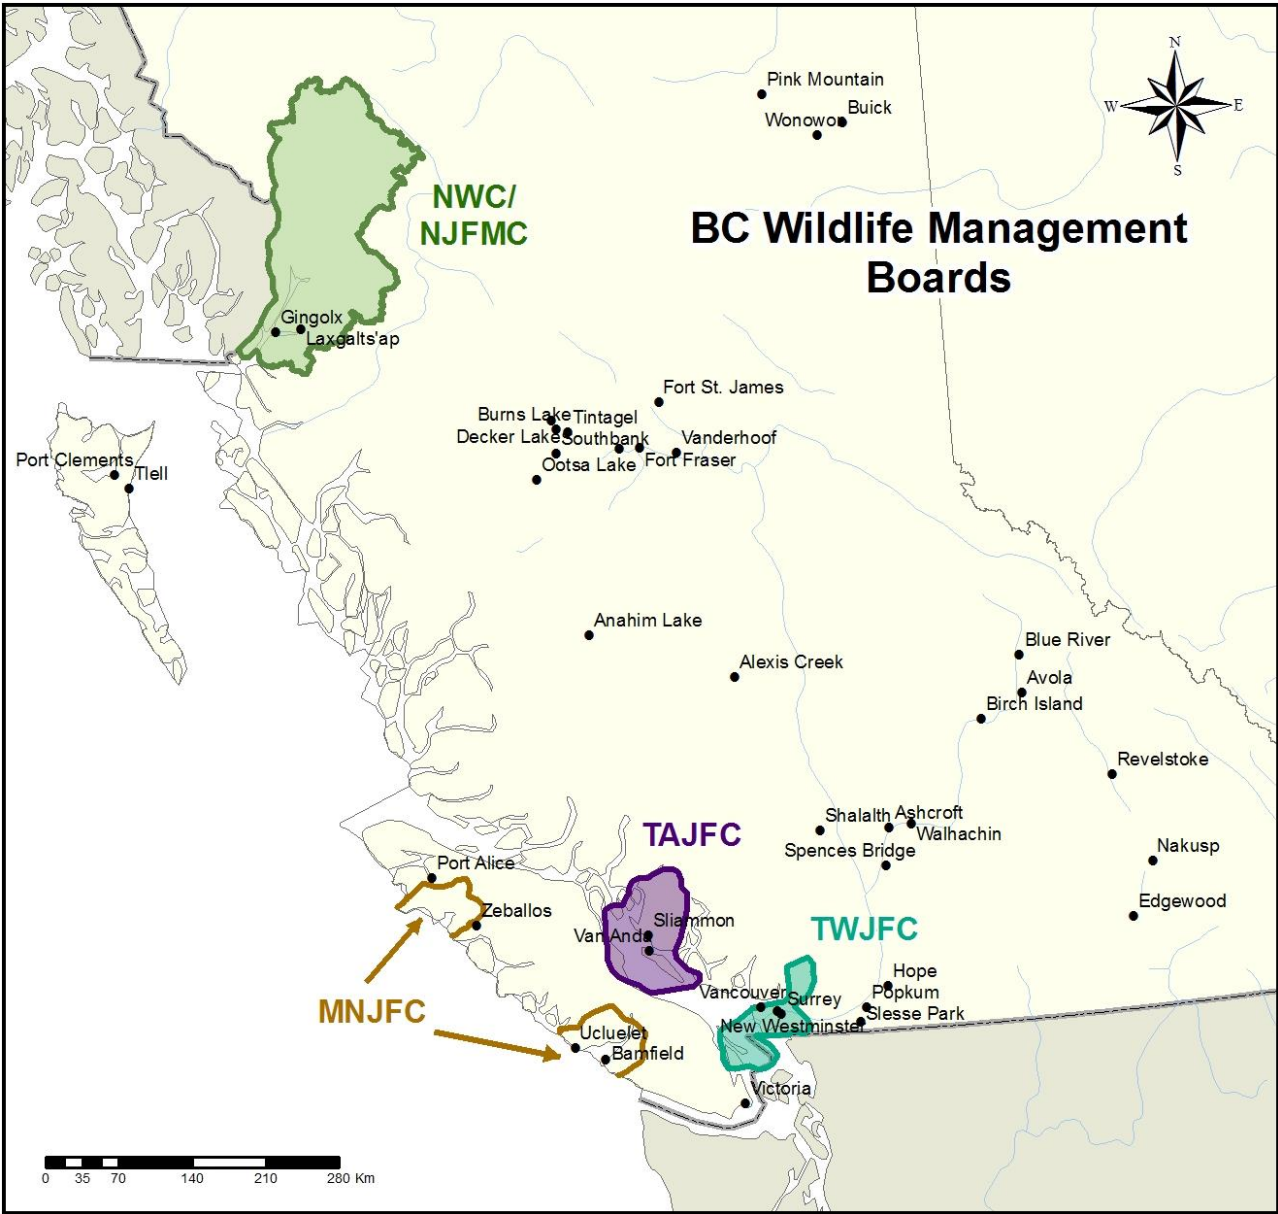 N
W E
S
Pink Mountain
Buick
Wonowon
NWC/
NJFMC
BC Wildlife Management
Boards
Gingolx
Laxgalts'ap
Fort St. James
Burns Lake
Tintagel
Decker Lake
Southbank
Vanderhoof
Fort Fraser
Ootsa Lake
Port Clements
Tlell
Anahim Lake
Alexis Creek
Blue River
Avola
Birch Island
Revelstoke
Shalalth
Ashcroft
Walhachin
Spences Bridge
Nakusp
Edgewood
TAJFC
Port Alice
Zeballos
Sliammon
Van Anda
TWJFC
MNJFC
Hope
Popkum
Slesse Park
Vancouver
Surrey
New Westminster
Ucluelet
Bamfield
Victoria
0 35 70 140 210 280 Km